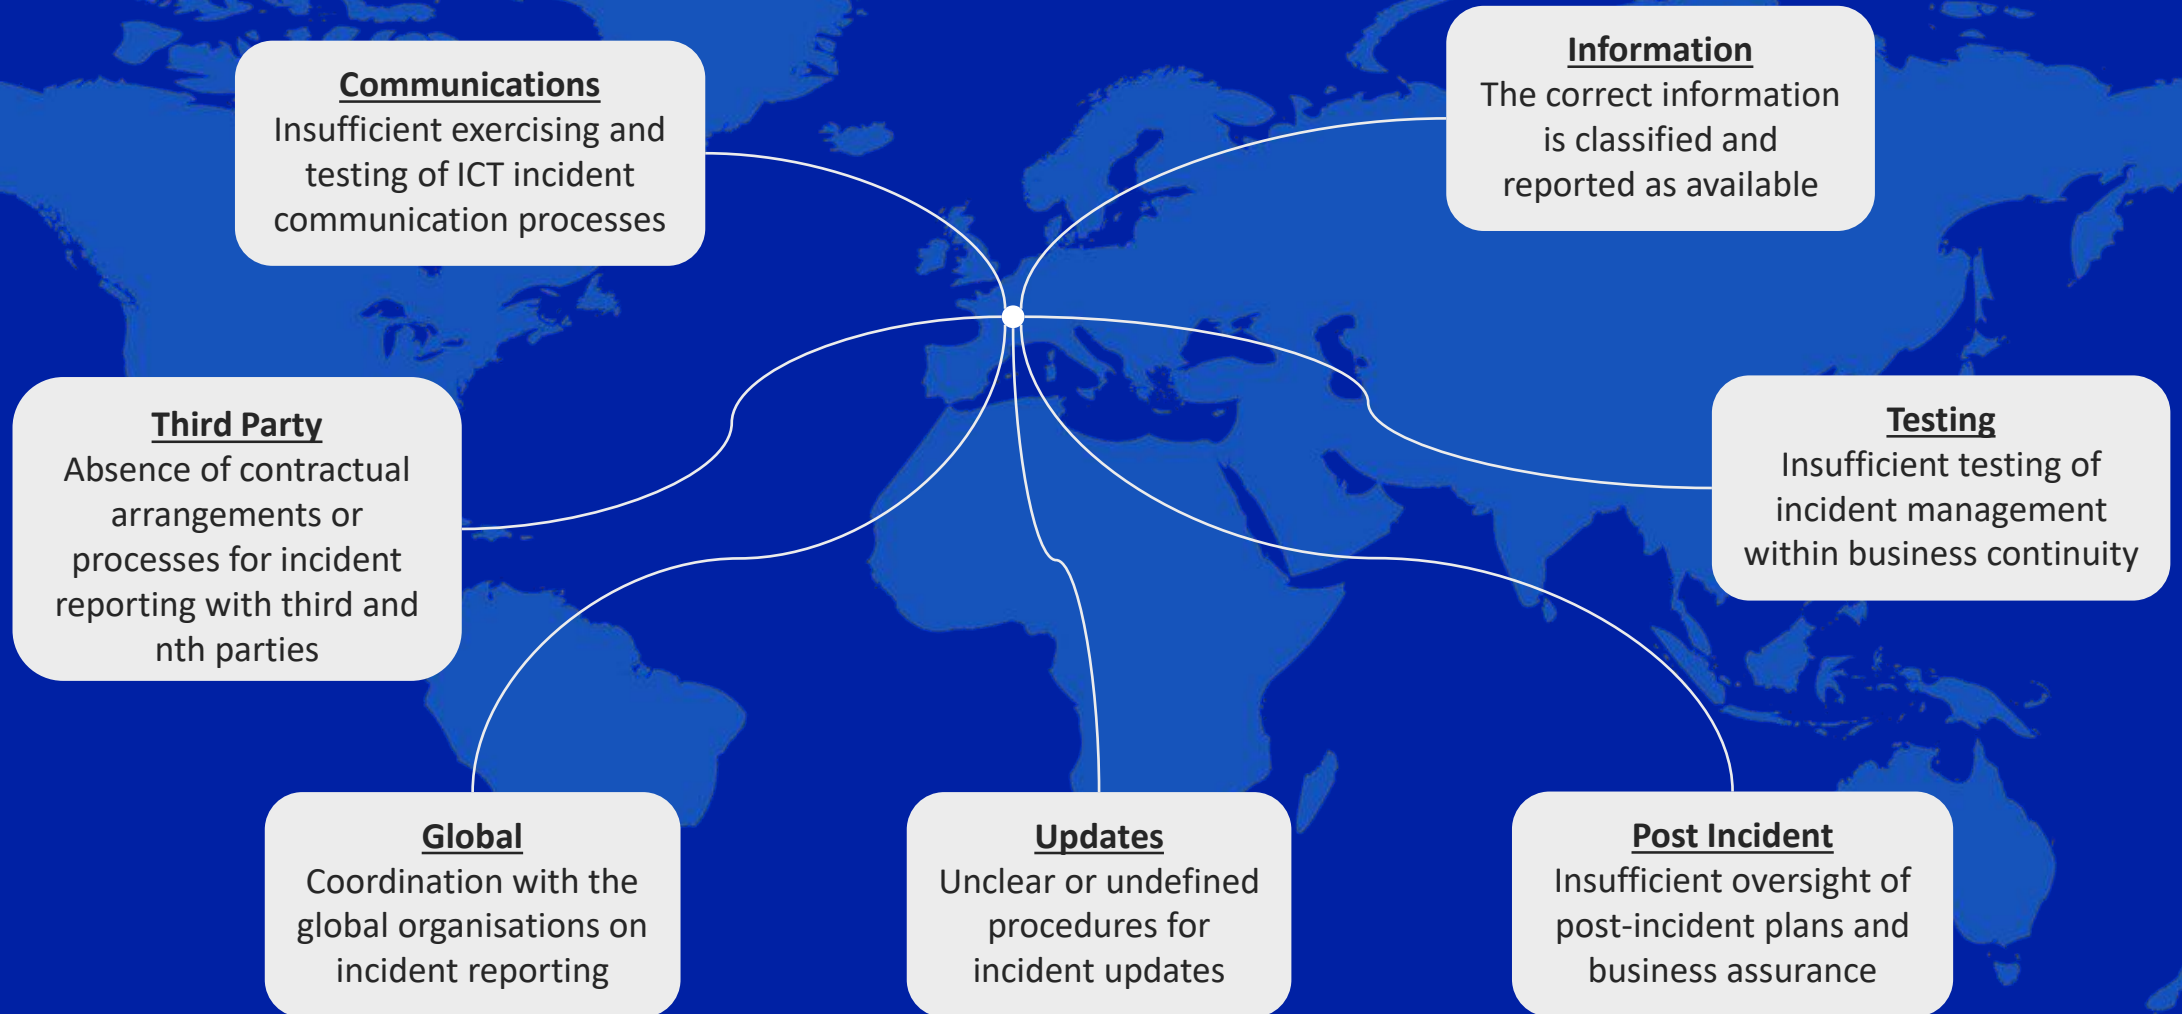 Communications
Insufficient exercising and
testing of ICT incident
communication processes
Information
The correct information
is classified and
reported as available
Third Party
Absence of contractual
arrangements or
processes for incident
reporting with third and
nth parties
Testing
Insufficient testing of
incident management
within business continuity
Global
Coordination with the
global organisations on
incident reporting
Updates
Unclear or undefined
procedures for
incident updates
Post Incident
Insufficient oversight of
post-incident plans and
business assurance